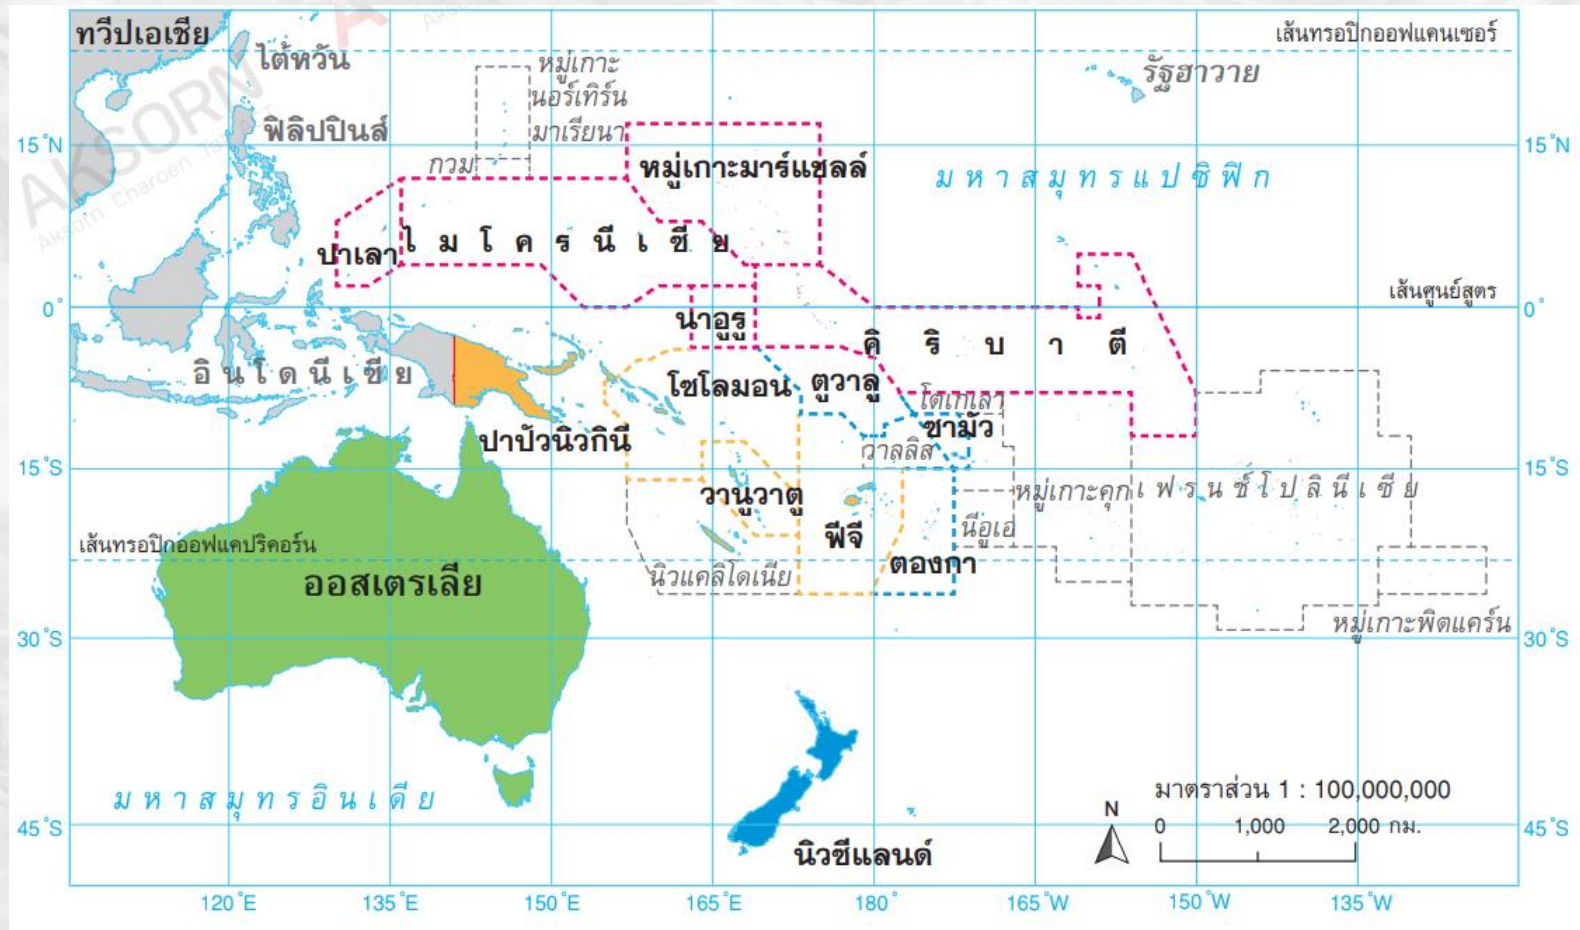 ทวีปเอเชีย
เส้นทรอปิกออฟแคนเซอร์
ไต้หวัน
หมู่เกาะ
นอร์เทิร์น
มาเรียนา
รัฐฮาวาย
AKSORN
Aksorn Charoen Tat
ฟิลิปปินส์
15°N
15°N
กวม
หมู่เกาะมาร์แชลล์
มหาสมุทรแปซิฟิก
ปาเลา
ไมโครนีเซีย
0°
เส้นศูนย์สูตร
0°
นาอูรู
คิริบาตี
อินโดนีเซีย
โซโลมอน
ตูวาลู
โตเกเลา
ซามัว
ปาปัวนิวกินี
วาลลิส
15°S
15°S
วานูวาตู
หมู่เกาะคุก
เฟรนช์โปลินีเซีย
นีอูเอ
ฟีจี
เส้นทรอปิกออฟแคปริคอร์น
ออสเตรเลีย
นิวแคลิโดเนีย
ตองกา
หมู่เกาะพิตแคร์น
30°S
30°S
มหาสมุทรอินเดีย
นิวซีแลนด์
มาตราส่วน 1 : 100,000,000
N
0 1,000 2,000 กม.
45°S
45°S
120°E 135°E 150°E 165°E 180° 165°W 150°W 135°W